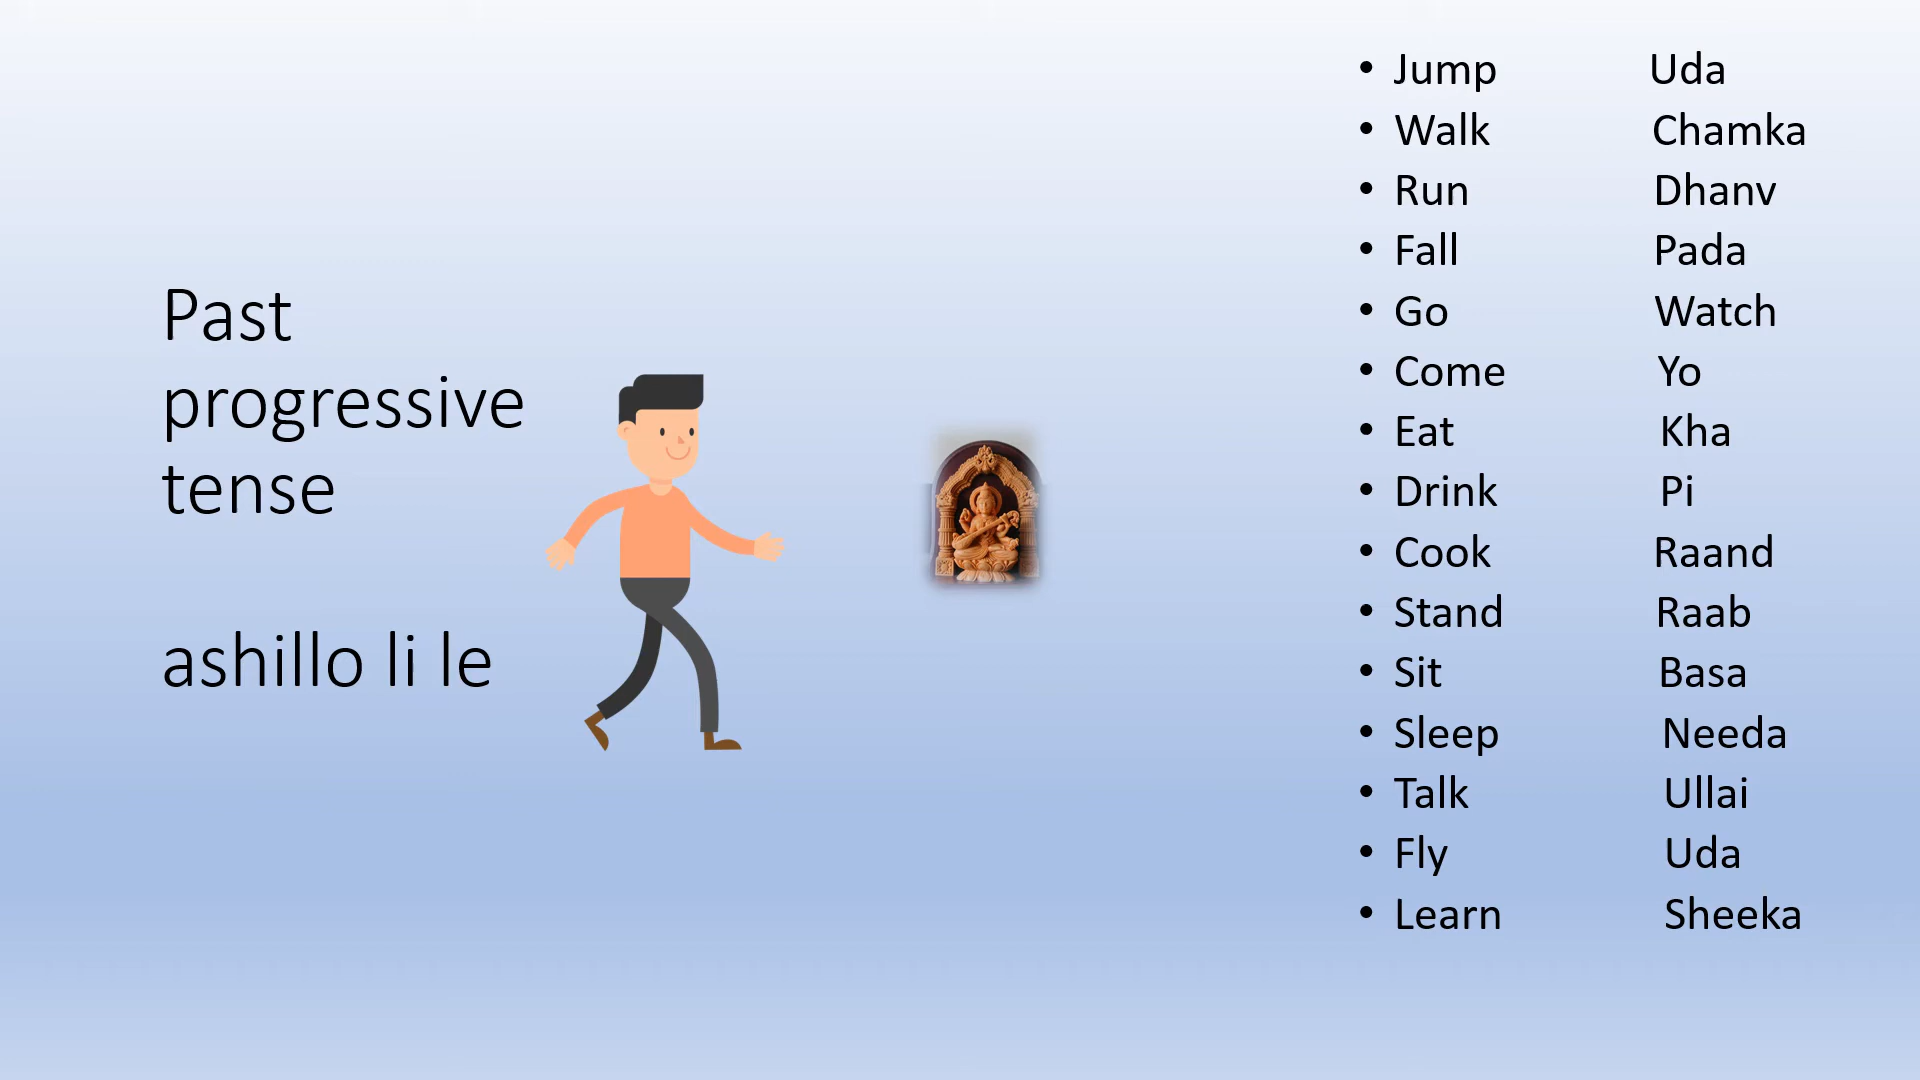 Past
progressive
tense
ashillo li le
• Jump Uda
• Walk Chamka
• Run Dhanv
• Fall Pada
• Go Watch
• Come Yo
• Eat Kha
• Drink Pi
• Cook Raand
• Stand Raab
• Sit Basa
• Sleep Needa
• Talk Ullai
• Fly Uda
• Learn Sheeka